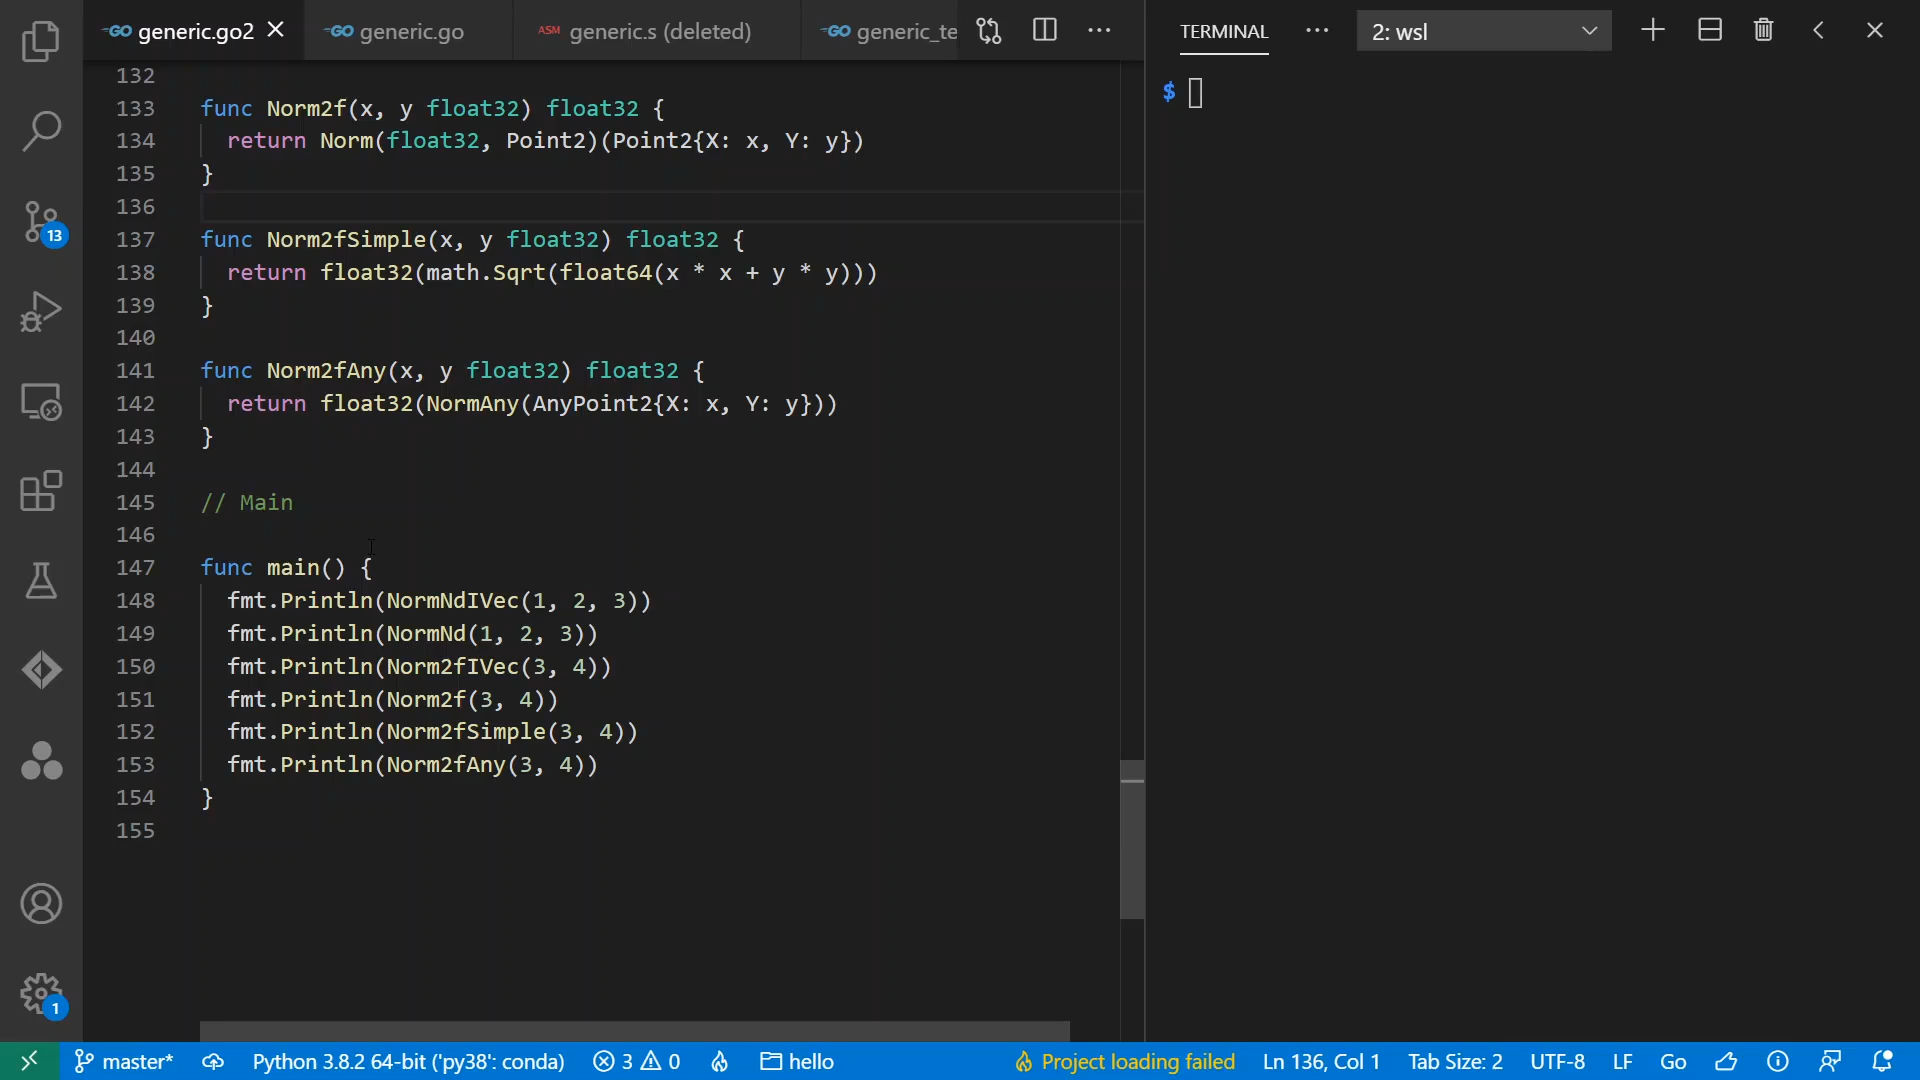 GO generic.go2
GO generic.go
ASM generic.s (deleted)
GO generic_te
TERMINAL
2: wsl
$
132
133 func Norm2f(x, y float32) float32 {
134 return Norm(float32, Point2)(Point2{X: x, Y: y})
135 }
136
137 func Norm2fSimple(x, y float32) float32 {
138 return float32(math.Sqrt(float64(x * x + y * y)))
139 }
140
141 func Norm2fAny(x, y float32) float32 {
142 return float32(NormAny(AnyPoint2{X: x, Y: y}))
143 }
144
145 // Main
146
147 func main() {
148 fmt.Println(NormNdIVec(1, 2, 3))
149 fmt.Println(NormNd(1, 2, 3))
150 fmt.Println(Norm2fIVec(3, 4))
151 fmt.Println(Norm2f(3, 4))
152 fmt.Println(Norm2fSimple(3, 4))
153 fmt.Println(Norm2fAny(3, 4))
154 }
155
13
1
master* Python 3.8.2 64-bit ('py38': conda) 3 0 hello Project loading failed Ln 136, Col 1 Tab Size: 2 UTF-8 LF Go